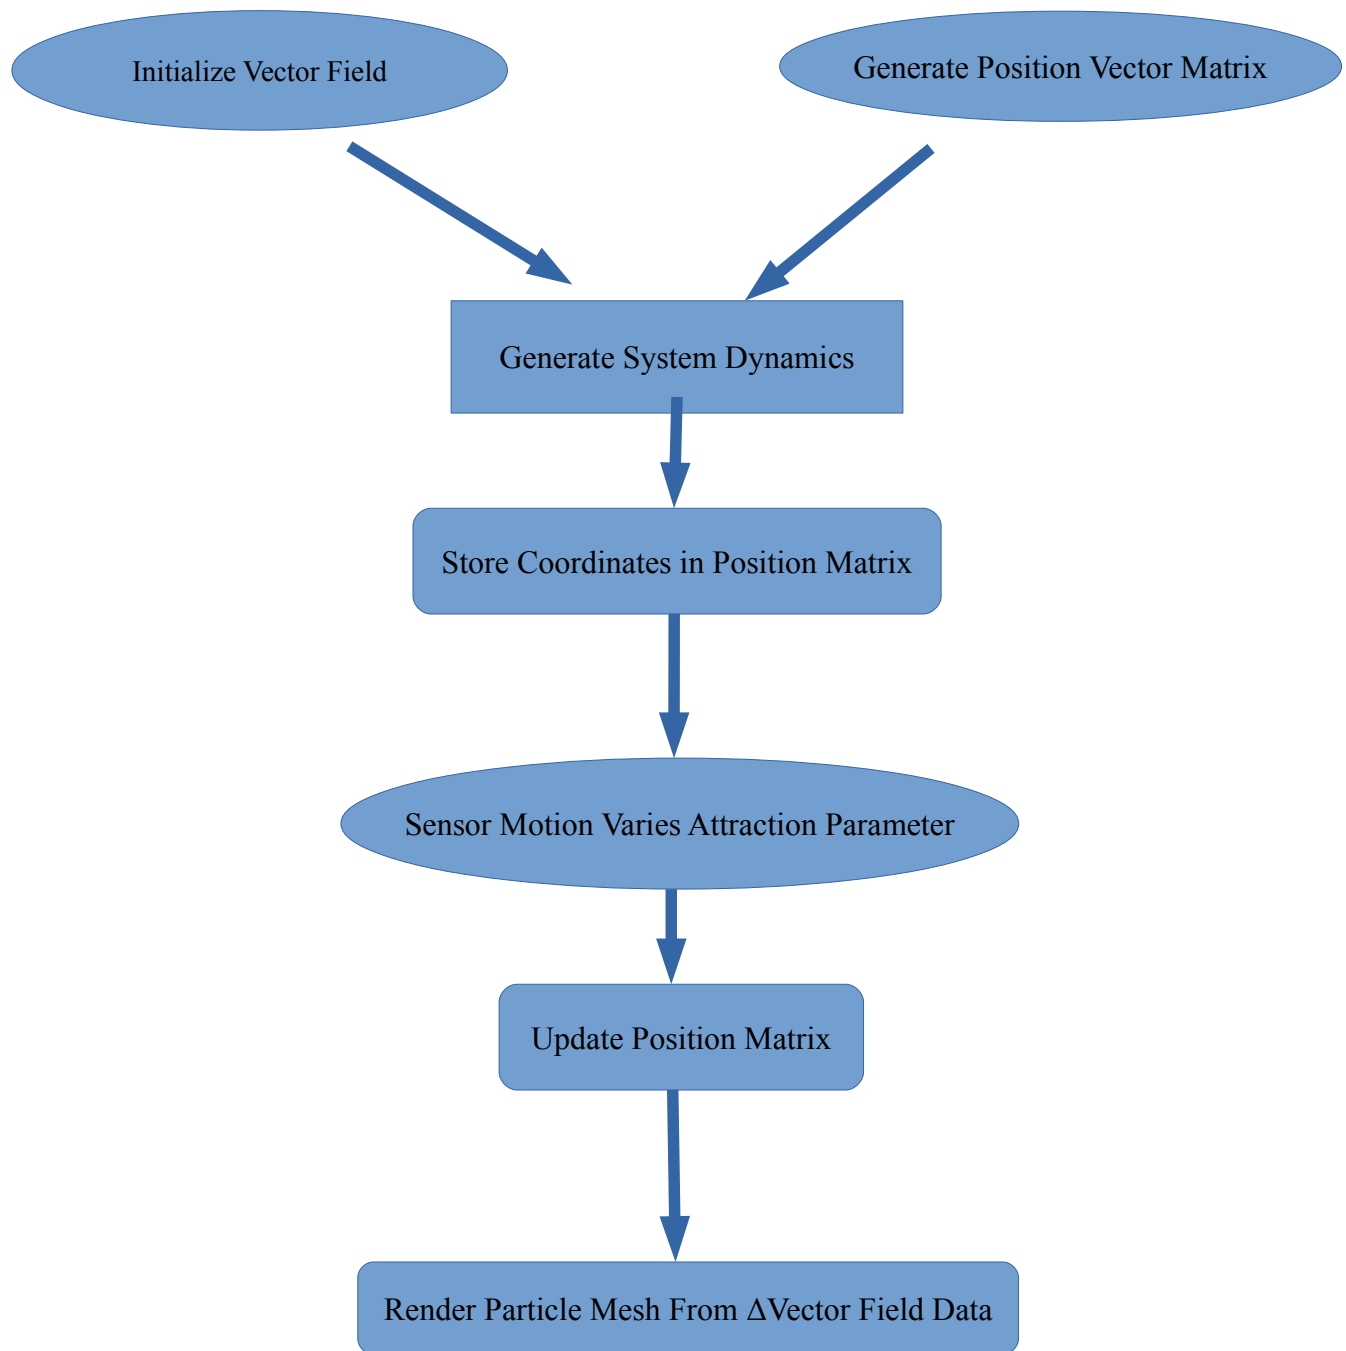 Initialize Vector Field
Generate Position Vector Matrix
Generate System Dynamics
Store Coordinates in Position Matrix
Sensor Motion Varies Attraction Parameter
Update Position Matrix
Render Particle Mesh From ΔVector Field Data